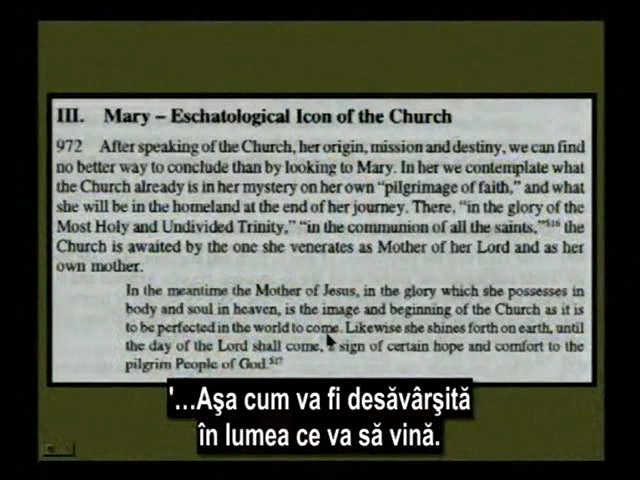 III. Mary – Eschatological Icon of the Church
972 After speaking of the Church, her origin, mission and destiny, we can find
no better way to conclude than by looking to Mary. In her we contemplate what
the Church already is in her mystery on her own “pilgrimage of faith,” and what
she will be in the homeland at the end of her journey. There, “in the glory of the
Most Holy and Undivided Trinity,” “in the communion of all the saints,”516 the
Church is awaited by the one she venerates as Mother of her Lord and as her
own mother.
In the meantime the Mother of Jesus, in the glory which she possesses in
body and soul in heaven, is the image and beginning of the Church as it is
to be perfected in the world to come. Likewise she shines forth on earth, until
the day of the Lord shall come, a sign of certain hope and comfort to the
pilgrim People of God.517
'...Aşa cum va fi desăvârşită
în lumea ce va să vină.